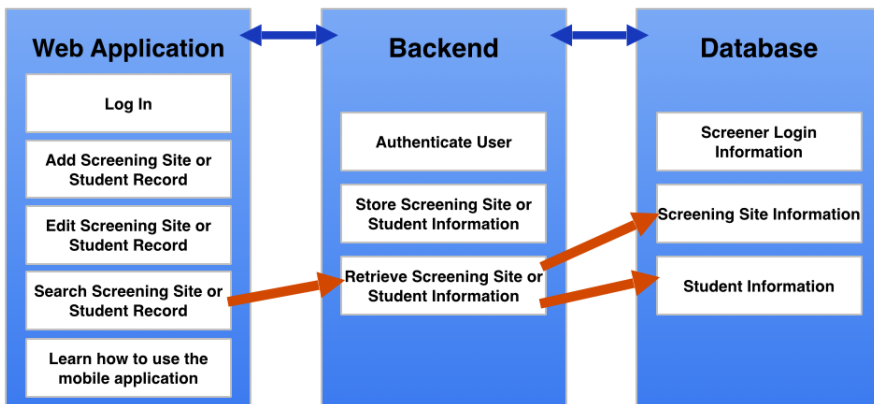 Web Application
Log In
Add Screening Site or
Student Record
Edit Screening Site or
Student Record
Search Screening Site or
Student Record
Learn how to use the
mobile application
Backend
Authenticate User
Store Screening Site or
Student Information
Retrieve Screening Site or
Student Information
Database
Screener Login
Information
Screening Site Information
Student Information